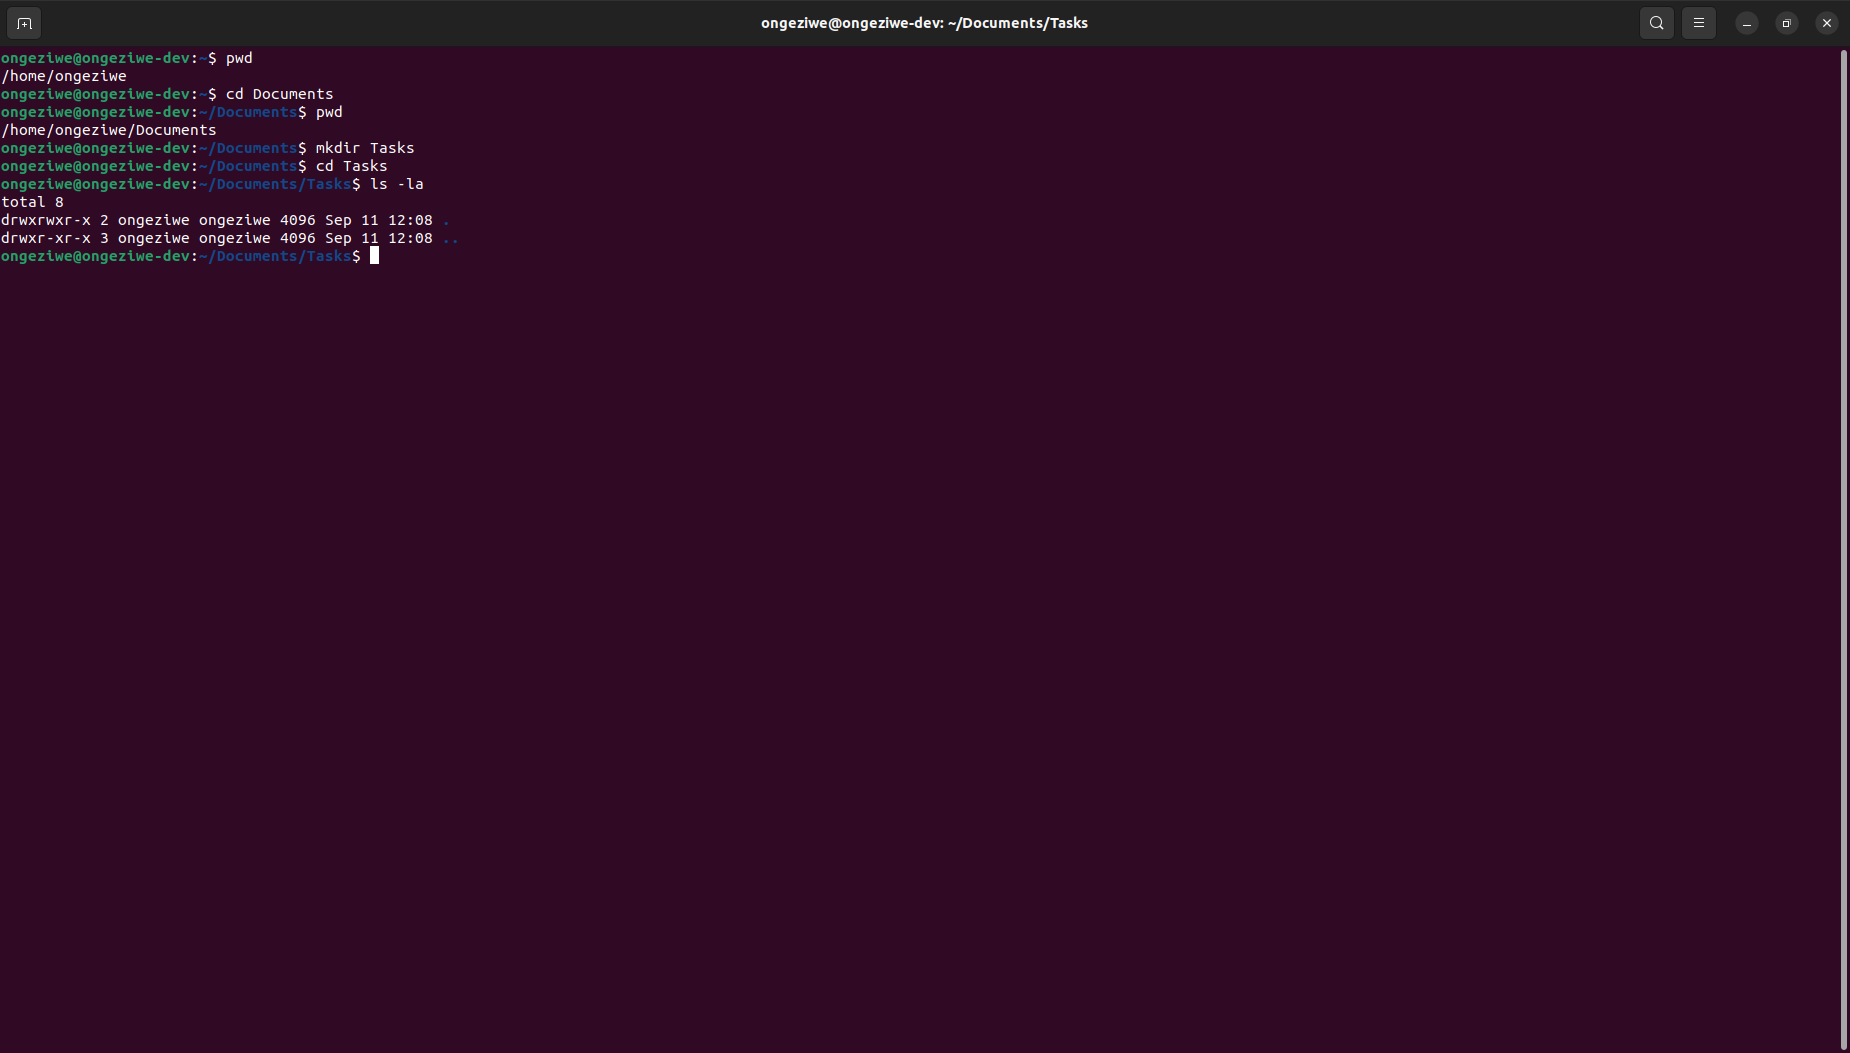 ongeziwe@ongeziwe-dev: ~/Documents/Tasks
ongeziwe@ongeziwe-dev:~$ pwd
/home/ongeziwe
ongeziwe@ongeziwe-dev:~$ cd Documents
ongeziwe@ongeziwe-dev:~/Documents$ pwd
/home/ongeziwe/Documents
ongeziwe@ongeziwe-dev:~/Documents$ mkdir Tasks
ongeziwe@ongeziwe-dev:~/Documents$ cd Tasks
ongeziwe@ongeziwe-dev:~/Documents/Tasks$ ls -la
total 8
drwxrwxr-x 2 ongeziwe ongeziwe 4096 Sep 11 12:08 .
drwxr-xr-x 3 ongeziwe ongeziwe 4096 Sep 11 12:08 ..
ongeziwe@ongeziwe-dev:~/Documents/Tasks$